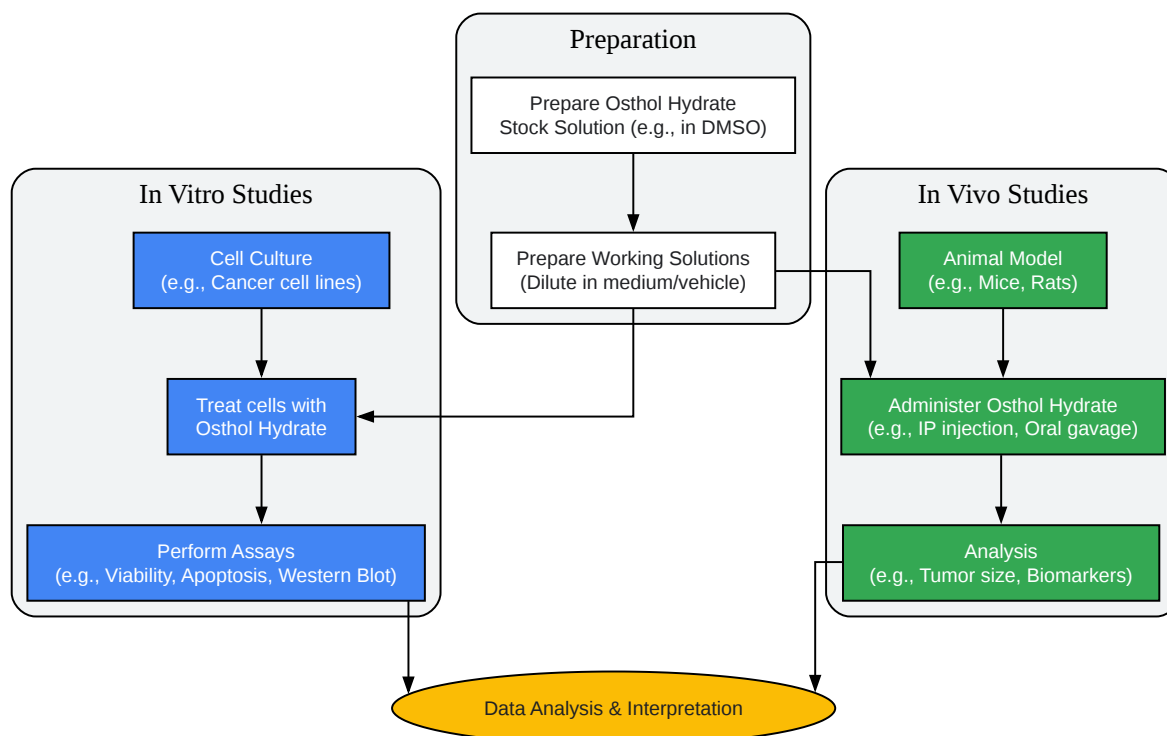 Preparation
Prepare Osthol Hydrate
Stock Solution (e.g., in DMSO)
Prepare Working Solutions
(Dilute in medium/vehicle)
In Vitro Studies
Cell Culture
(e.g., Cancer cell lines)
Treat cells with
Osthol Hydrate
Perform Assays
(e.g., Viability, Apoptosis, Western Blot)
In Vivo Studies
Animal Model
(e.g., Mice, Rats)
Administer Osthol Hydrate
(e.g., IP injection, Oral gavage)
Analysis
(e.g., Tumor size, Biomarkers)
Data Analysis & Interpretation